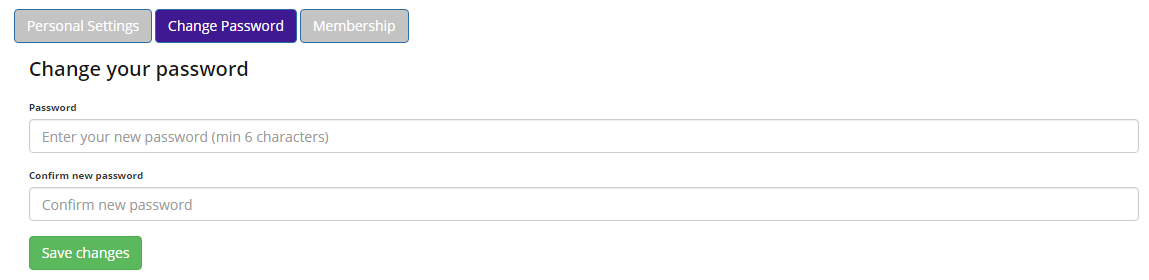 Personal Settings Change Password Membership
Change your password
Password
Enter your new password (min 6 characters)
Confirm new password
Confirm new password
Save changes